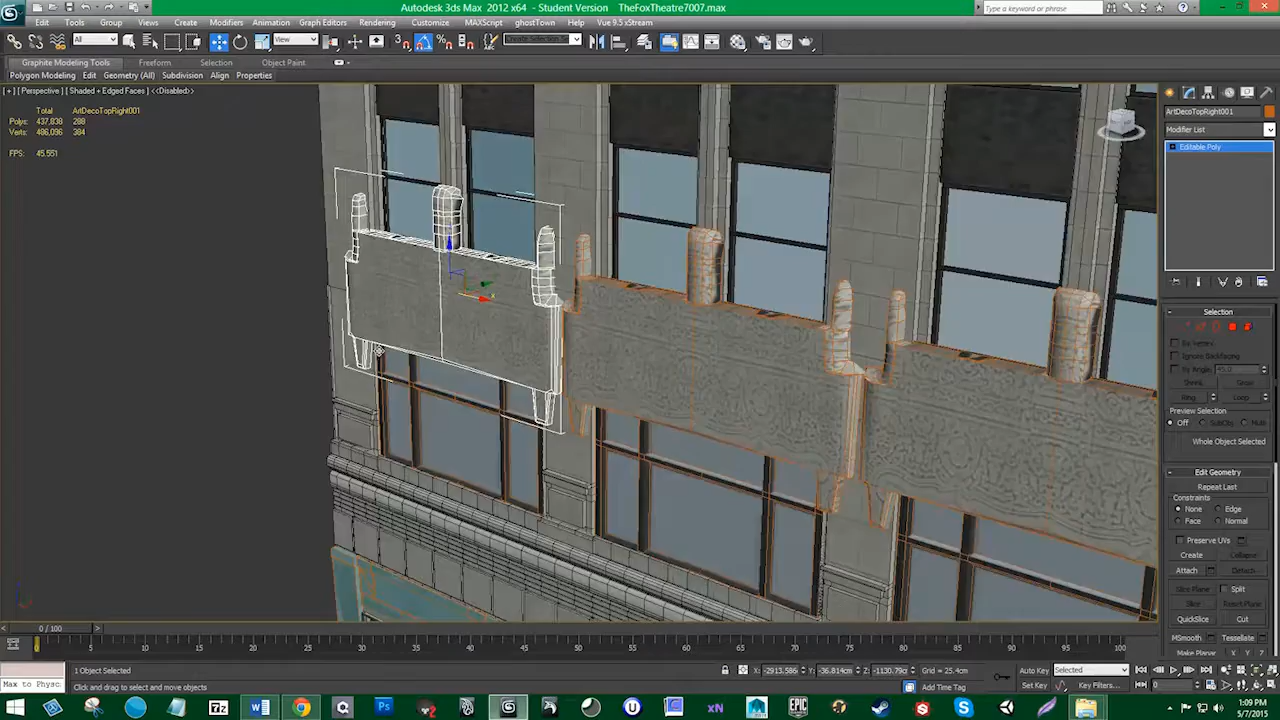 Autodesk 3ds Max 2012 x64 - Student Version TheFoxTheatre7007.max
Type a keyword or phrase
Edit Tools Group Views Create Modifiers Animation Graph Editors Rendering Customize MAXScript ghostTown Help Vue 9.5xStream
All View
Graphite Modeling Tools Freeform Selection Object Paint
Polygon Modeling Edit Geometry (All) Subdivision Align Properties
[ + ] [ Perspective ] [ Shaded + Edged Faces ] <<Disabled>>
Total ArtDecoTopRight001
Polys: 437,838 288
Verts: 486,096 384
FPS: 45.551
ArtDecoTopRight001
Modifier List
Editable Poly
Selection
By Vertex
Ignore Backfacing
By Angle: 45.0
Shrink Grow
Ring Loop
Preview Selection
Off SubObj Multi
Whole Object Selected
Edit Geometry
Repeat Last
Constraints
None Edge
Face Normal
Preserve UVs
Create Collapse
Attach Detach
Slice Plane Split
Slice Reset Plane
QuickSlice Cut
MSmooth Tessellate
Make Planar X Y Z
0 / 100
0 5 10 15 20 25 30 35 40 45 50 55 60 65 70 75 80 85 90 95 100
1 Object Selected X: -2913.586 Y: -36.814cm Z: -1130.79c Grid = 25.4cm Auto Key Selected
Max to Physc Click and drag to select and move objects Add Time Tag Set Key Key Filters... 0
1:09 PM
5/7/2015